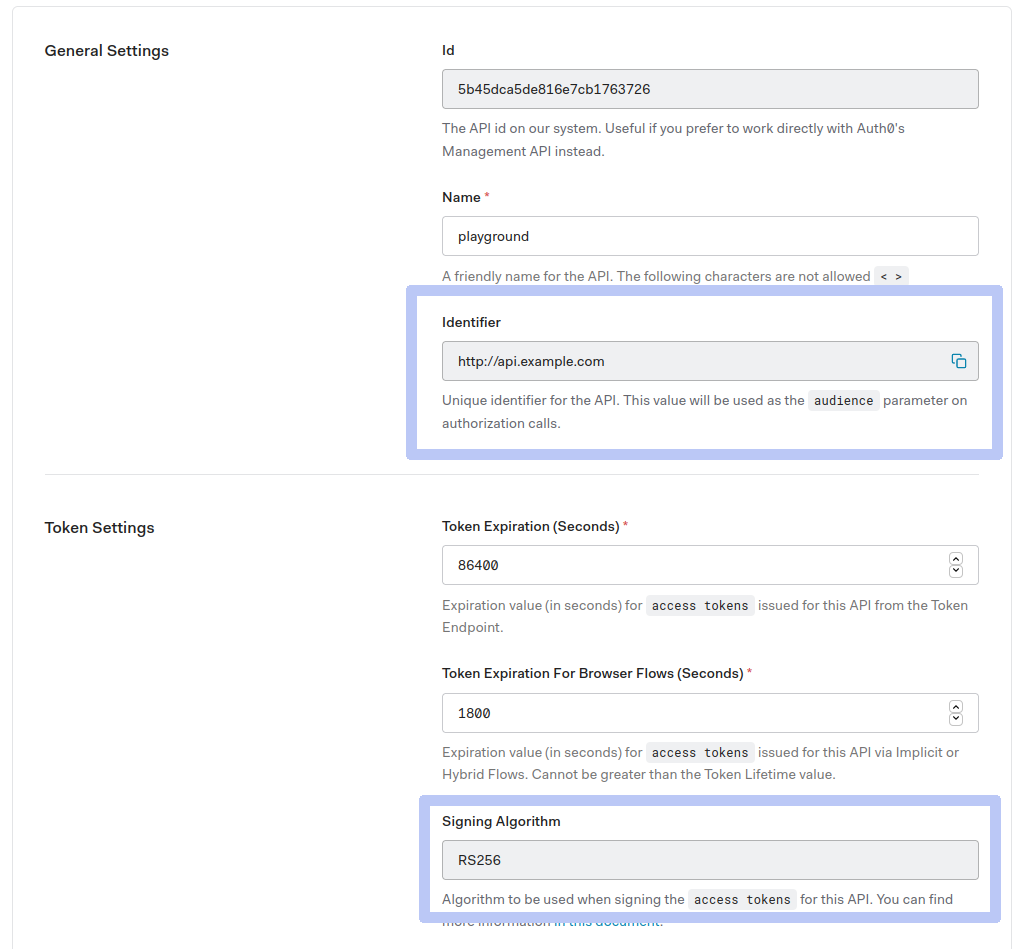 General Settings
Id
5b45dca5de816e7cb1763726
The API id on our system. Useful if you prefer to work directly with Auth0's
Management API instead.
Name *
playground
A friendly name for the API. The following characters are not allowed < >
Identifier
http://api.example.com
Unique identifier for the API. This value will be used as the audience parameter on
authorization calls.
Token Settings
Token Expiration (Seconds) *
86400
Expiration value (in seconds) for access tokens issued for this API from the Token
Endpoint.
Token Expiration For Browser Flows (Seconds) *
1800
Expiration value (in seconds) for access tokens issued for this API via Implicit or
Hybrid Flows. Cannot be greater than the Token Lifetime value.
Signing Algorithm
RS256
Algorithm to be used when signing the access tokens for this API. You can find
more information in this document.